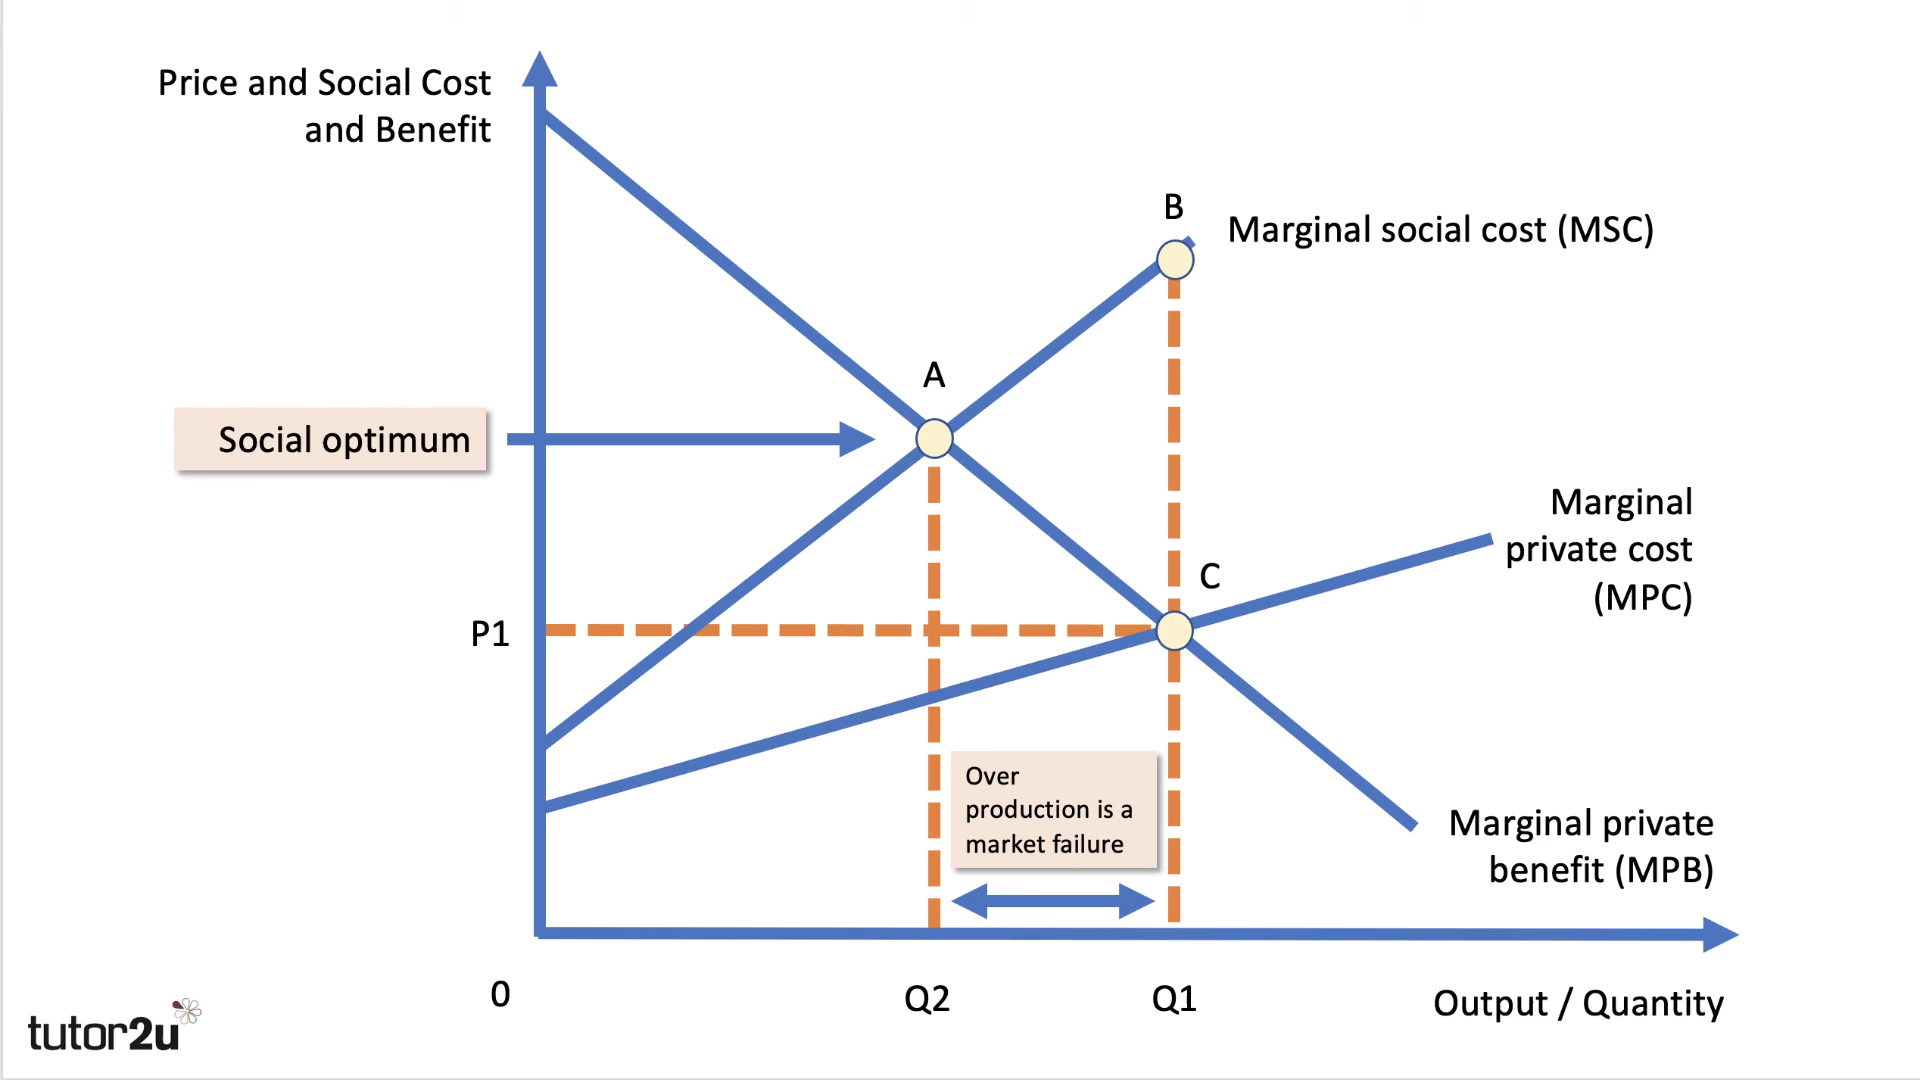 Price and Social Cost
and Benefit
B
Marginal social cost (MSC)
A
Social optimum
Marginal
private cost
(MPC)
C
P1
Over
production is a
market failure
Marginal private
benefit (MPB)
0
Q2
Q1
Output / Quantity
tutor2u